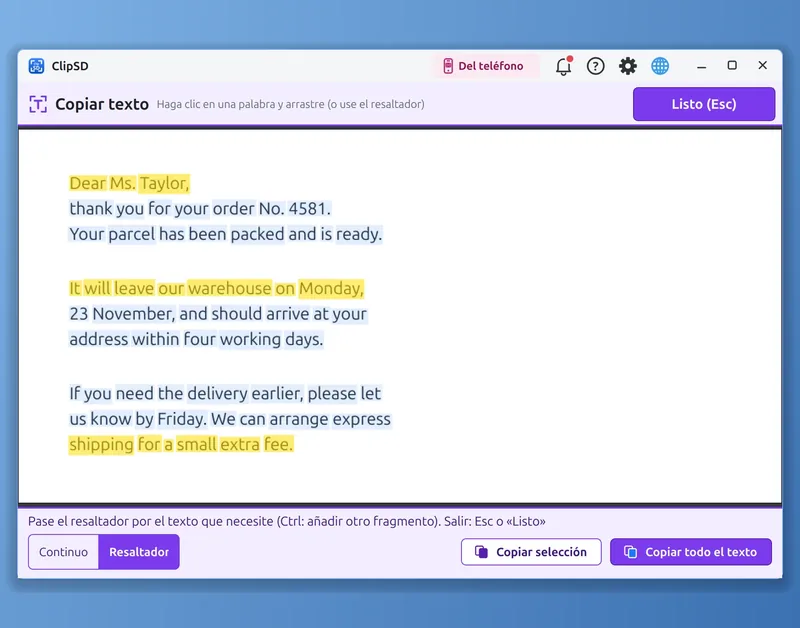 ClipSD
Del teléfono
Copiar texto Haga clic en una palabra y arrastre (o use el resaltador)
Listo (Esc)
Dear Ms. Taylor,
thank you for your order No. 4581.
Your parcel has been packed and is ready.
It will leave our warehouse on Monday,
23 November, and should arrive at your
address within four working days.
If you need the delivery earlier, please let
us know by Friday. We can arrange express
shipping for a small extra fee.
Pase el resaltador por el texto que necesite (Ctrl: añadir otro fragmento). Salir: Esc o «Listo»
Continuo Resaltador Copiar selección Copiar todo el texto